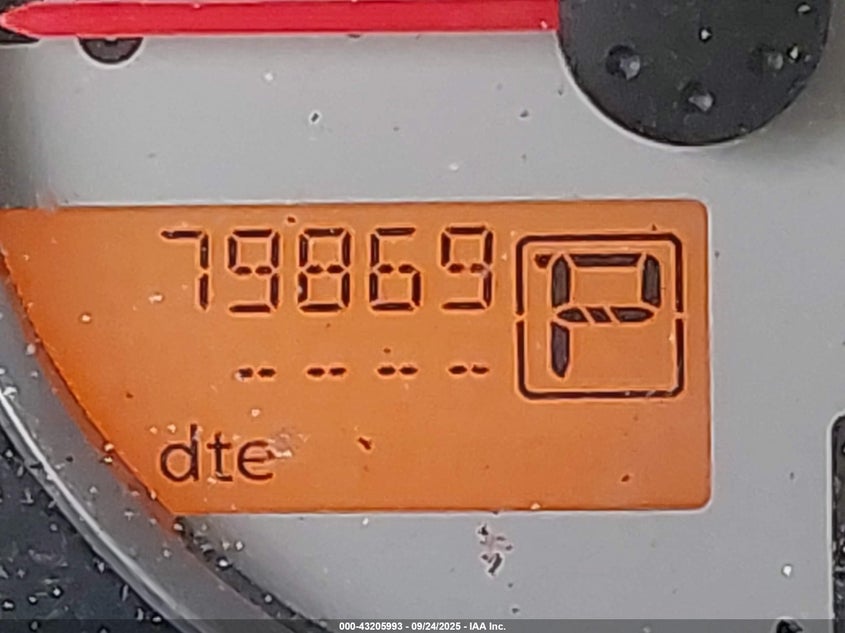 79869
P
-- -- -- --
dte
000-43205993 - 09/24/2025 - IAA Inc.